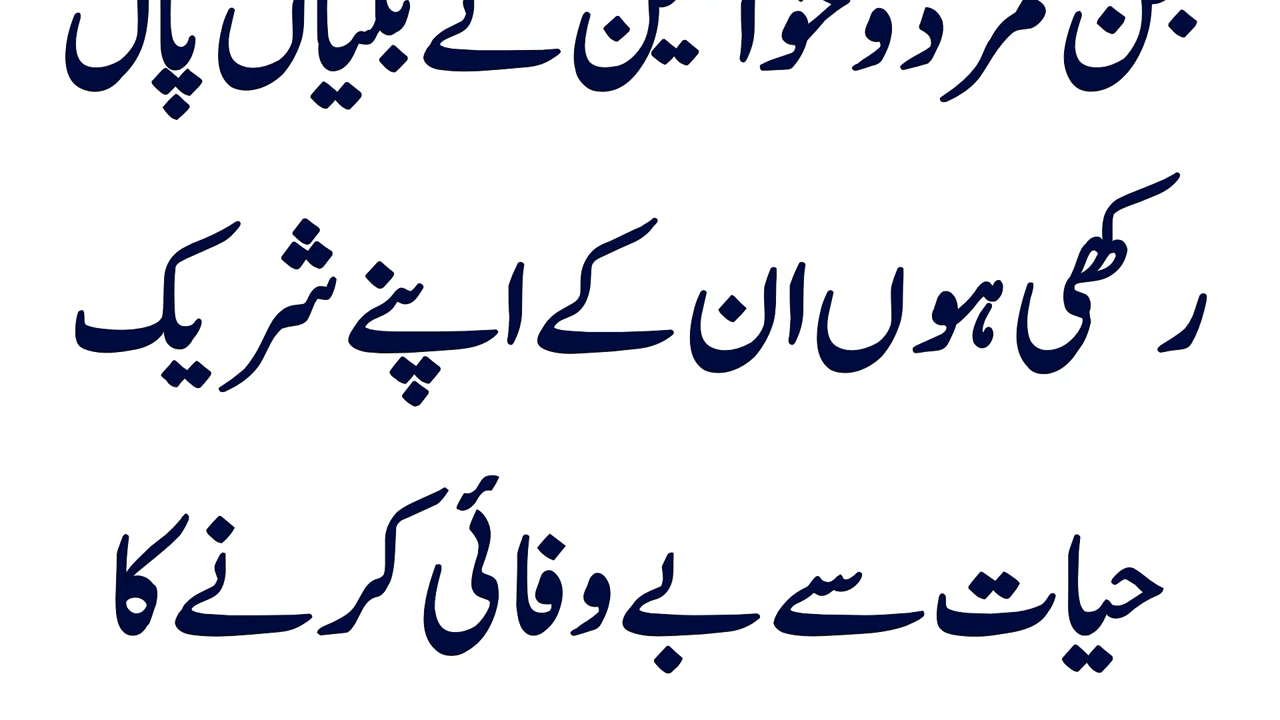 جن مرد و خواتین نے بلیاں پال
رکھی ہوں ان کے اپنے شریک
حیات سے بے وفائی کرنے کا